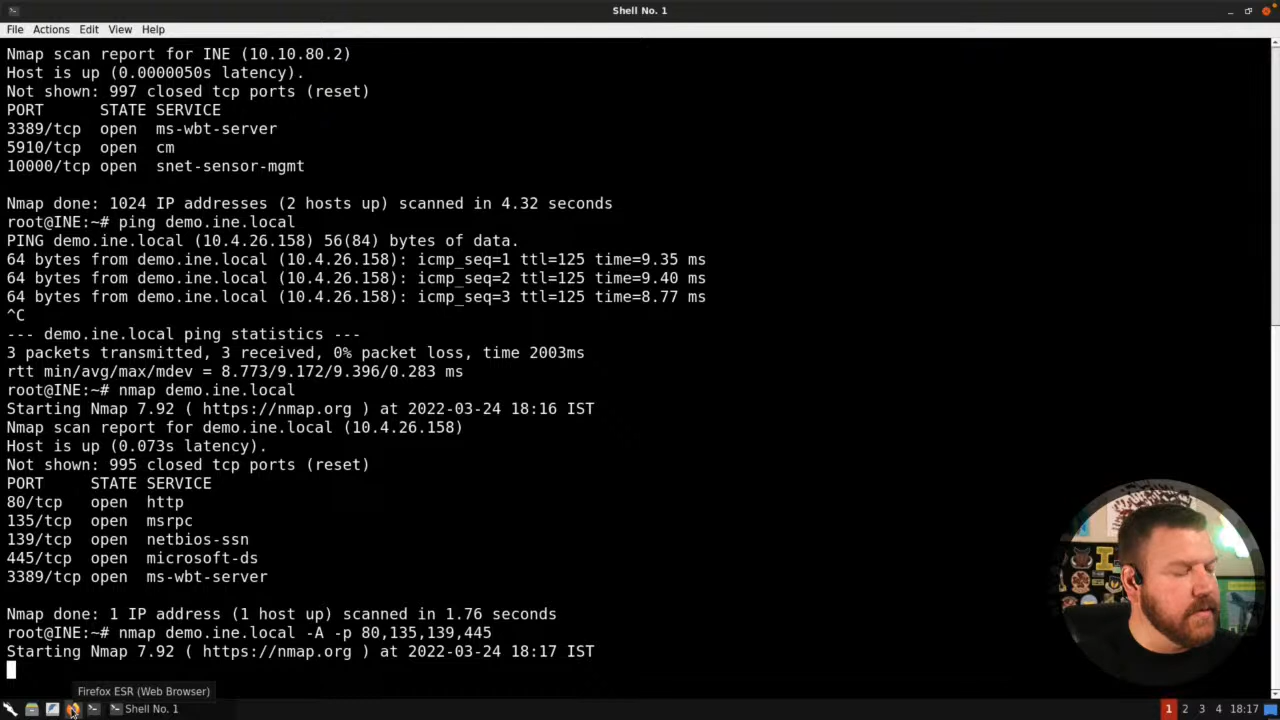 Shell No. 1
File Actions Edit View Help
Nmap scan report for INE (10.10.80.2)
Host is up (0.0000050s latency).
Not shown: 997 closed tcp ports (reset)
PORT STATE SERVICE
3389/tcp open ms-wbt-server
5910/tcp open cm
10000/tcp open snet-sensor-mgmt
Nmap done: 1024 IP addresses (2 hosts up) scanned in 4.32 seconds
root@INE:~# ping demo.ine.local
PING demo.ine.local (10.4.26.158) 56(84) bytes of data.
64 bytes from demo.ine.local (10.4.26.158): icmp_seq=1 ttl=125 time=9.35 ms
64 bytes from demo.ine.local (10.4.26.158): icmp_seq=2 ttl=125 time=9.40 ms
64 bytes from demo.ine.local (10.4.26.158): icmp_seq=3 ttl=125 time=8.77 ms
^C
--- demo.ine.local ping statistics ---
3 packets transmitted, 3 received, 0% packet loss, time 2003ms
rtt min/avg/max/mdev = 8.773/9.172/9.396/0.283 ms
root@INE:~# nmap demo.ine.local
Starting Nmap 7.92 ( https://nmap.org ) at 2022-03-24 18:16 IST
Nmap scan report for demo.ine.local (10.4.26.158)
Host is up (0.073s latency).
Not shown: 995 closed tcp ports (reset)
PORT STATE SERVICE
80/tcp open http
135/tcp open msrpc
139/tcp open netbios-ssn
445/tcp open microsoft-ds
3389/tcp open ms-wbt-server
Nmap done: 1 IP address (1 host up) scanned in 1.76 seconds
root@INE:~# nmap demo.ine.local -A -p 80,135,139,445
Starting Nmap 7.92 ( https://nmap.org ) at 2022-03-24 18:17 IST
Firefox ESR (Web Browser)
Shell No. 1
1 2 3 4 18:17